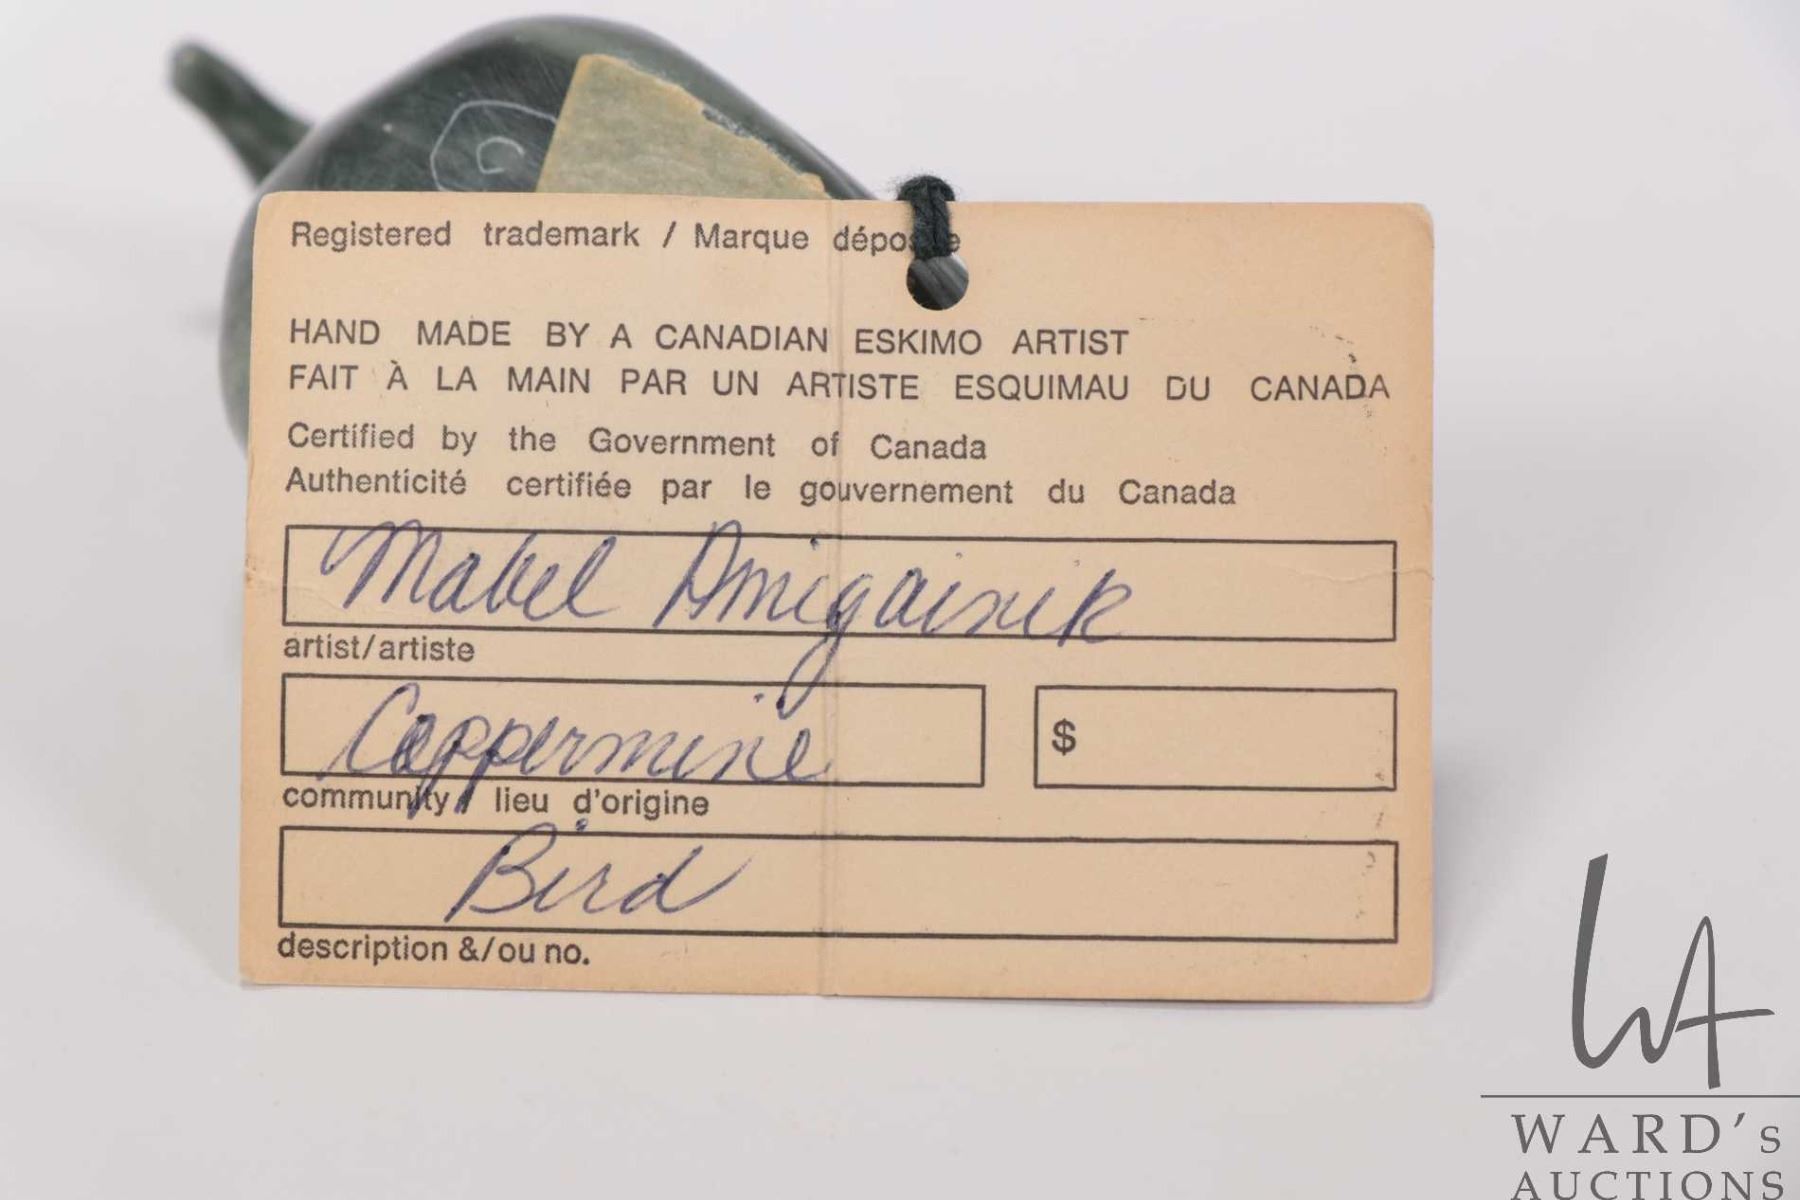 Registered trademark / Marque déposée
HAND MADE BY A CANADIAN ESKIMO ARTIST
FAIT À LA MAIN PAR UN ARTISTE ESQUIMAU DU CANADA
Certified by the Government of Canada
Authenticité certifiée par le gouvernement du Canada
Mabel Amigainik
artist/artiste
Coppermine
$
community / lieu d'origine
Bird
description &/ou no.
WA
WARD's
AUCTIONS